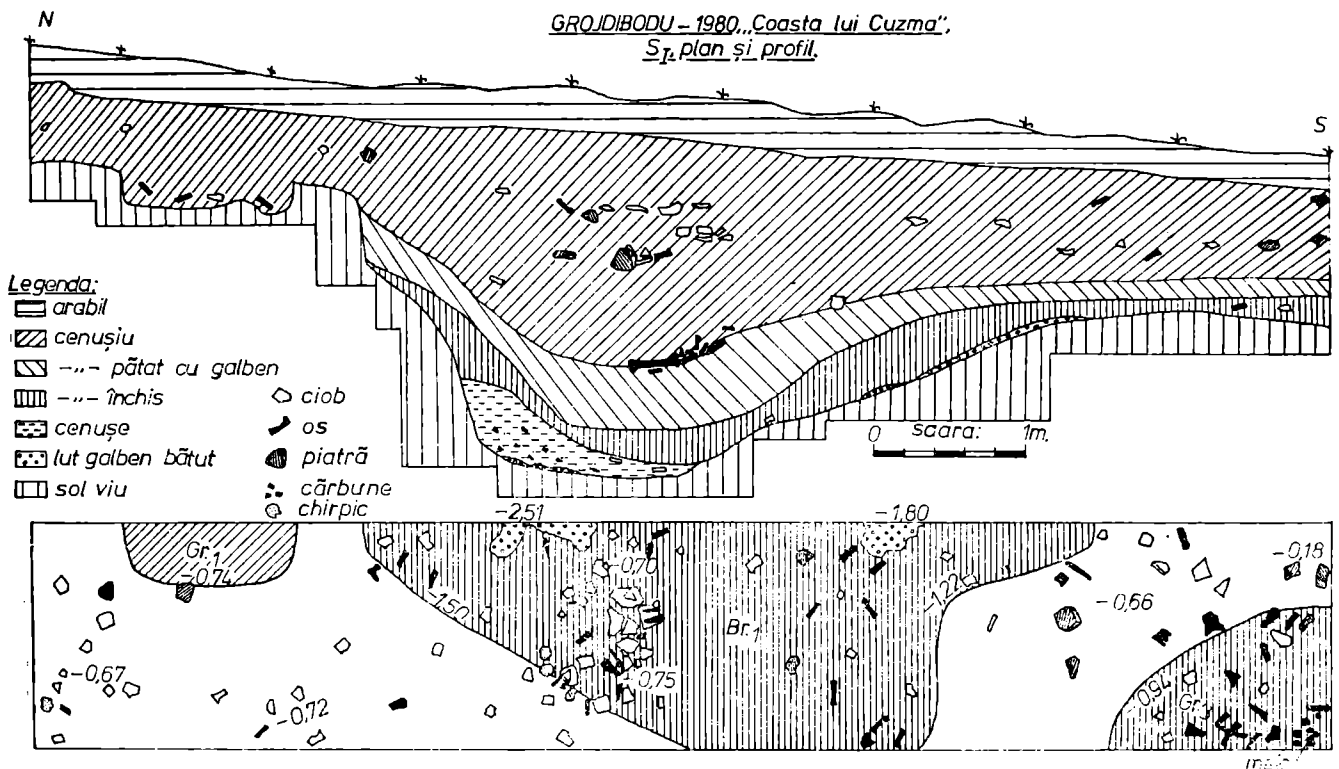 N
GROJDIBODU – 1980, „Coasta lui Cuzma",
S I. plan și profil.
S
Legenda:
arabil
cenușiu
-„- pătat cu galben
-„- închis
cenușe
lut galben bătut
sol viu
ciob
os
piatră
cărbune
chirpic
0 scara: 1m.
-2,51
-1,80
Gr.1
-0,74
-0,70
-0,18
-1,50
-1,22
-0,66
Br.1
-0,67
-0,75
-0,94
-0,72